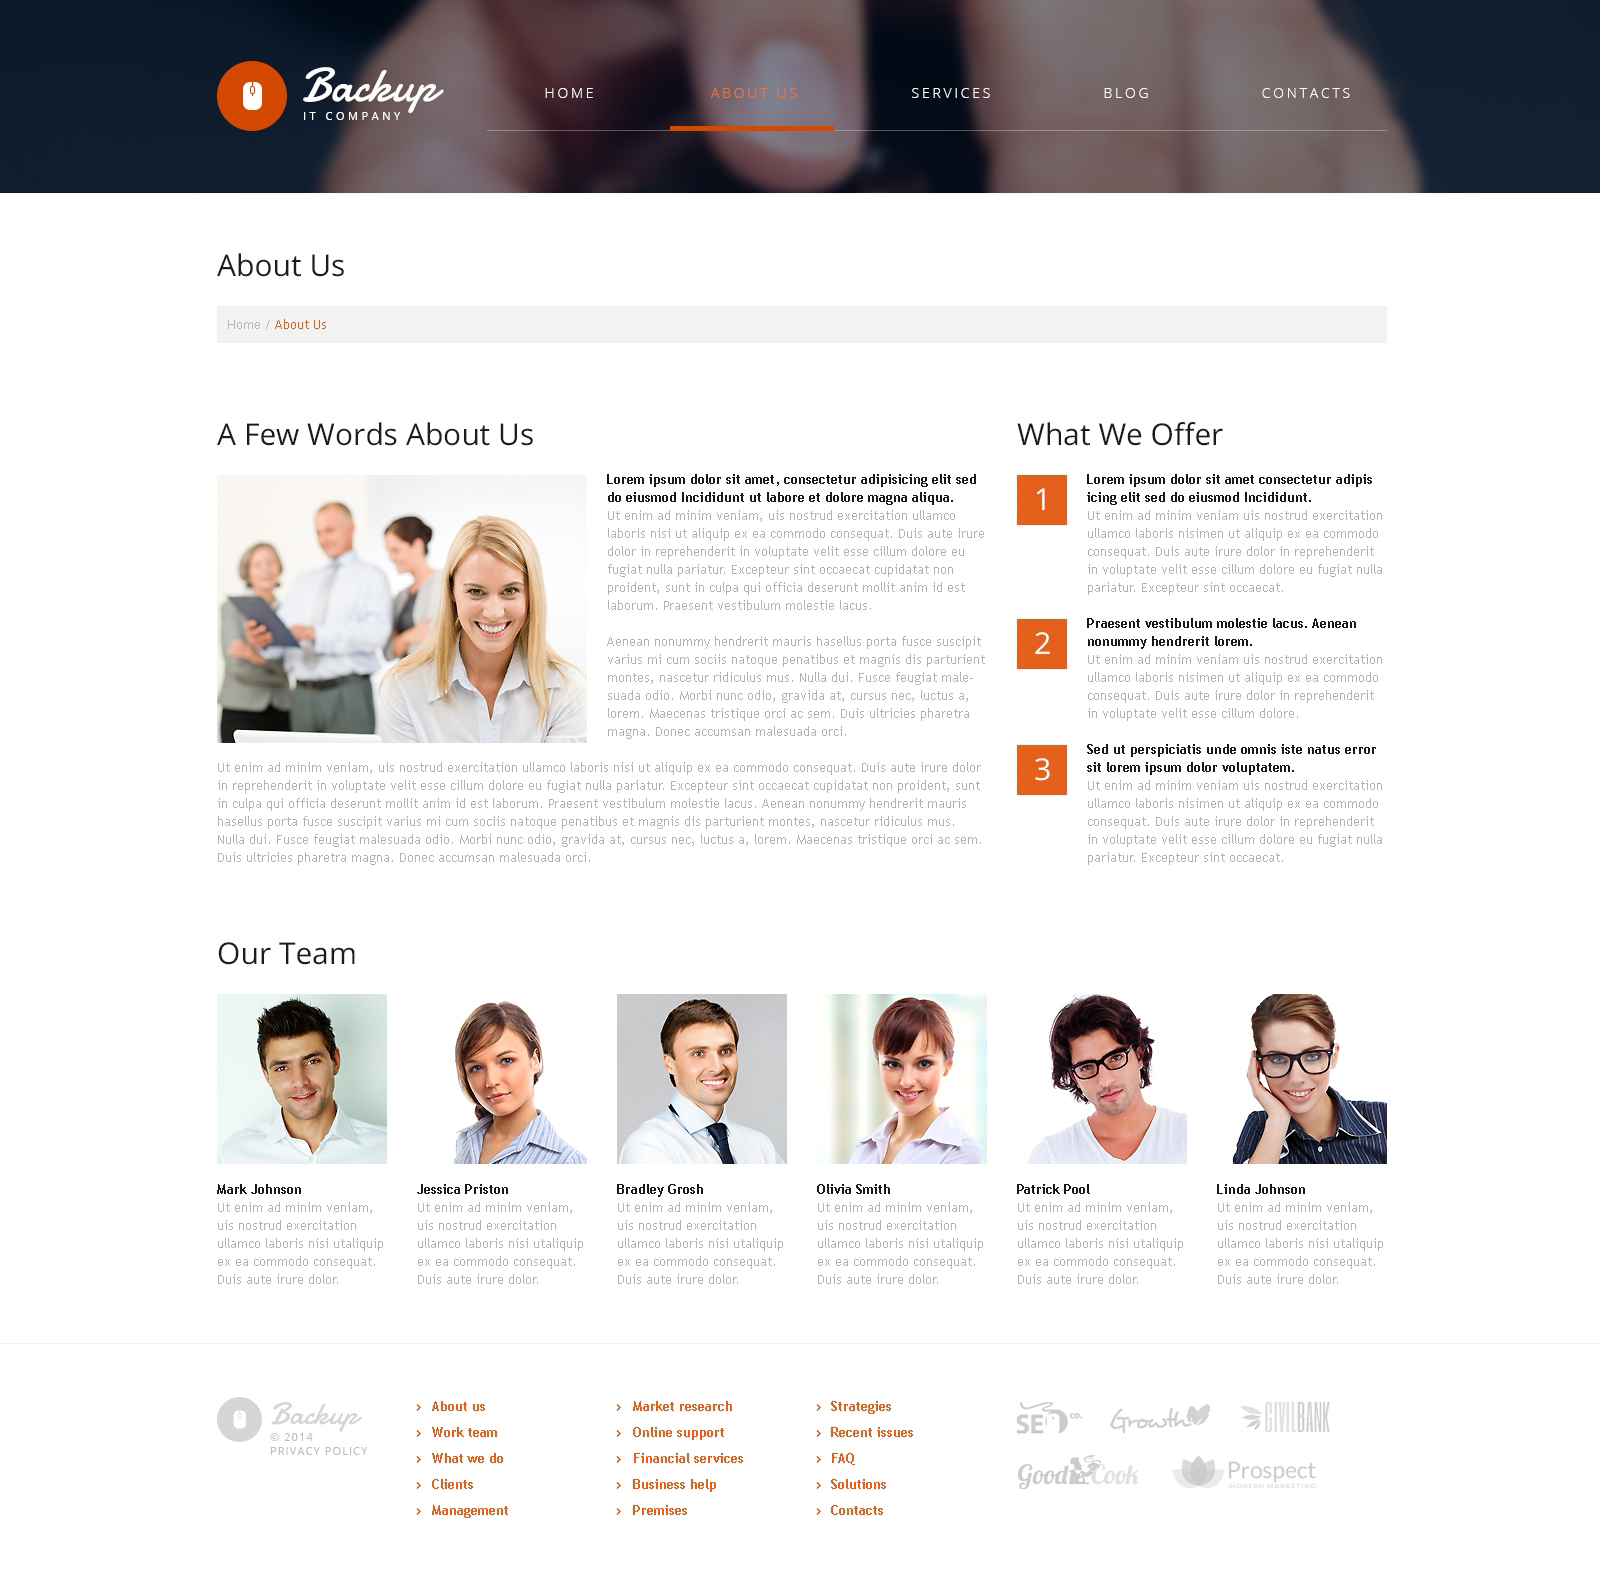 Backup
IT COMPANY
HOME
ABOUT US
SERVICES
BLOG
CONTACTS
About Us
Home / About Us
A Few Words About Us
Lorem ipsum dolor sit amet, consectetur adipisicing elit sed
do eiusmod Incididunt ut labore et dolore magna aliqua.
Ut enim ad minim veniam, uis nostrud exercitation ullamco
laboris nisi ut aliquip ex ea commodo consequat. Duis aute irure
dolor in reprehenderit in voluptate velit esse cillum dolore eu
fugiat nulla pariatur. Excepteur sint occaecat cupidatat non
proident, sunt in culpa qui officia deserunt mollit anim id est
laborum. Praesent vestibulum molestie lacus.
Aenean nonummy hendrerit mauris hasellus porta fusce suscipit
varius mi cum sociis natoque penatibus et magnis dis parturient
montes, nascetur ridiculus mus. Nulla dui. Fusce feugiat male-
suada odio. Morbi nunc odio, gravida at, cursus nec, luctus a,
lorem. Maecenas tristique orci ac sem. Duis ultricies pharetra
magna. Donec accumsan malesuada orci.
Ut enim ad minim veniam, uis nostrud exercitation ullamco laboris nisi ut aliquip ex ea commodo consequat. Duis aute irure dolor
in reprehenderit in voluptate velit esse cillum dolore eu fugiat nulla pariatur. Excepteur sint occaecat cupidatat non proident, sunt
in culpa qui officia deserunt mollit anim id est laborum. Praesent vestibulum molestie lacus. Aenean nonummy hendrerit mauris
hasellus porta fusce suscipit varius mi cum sociis natoque penatibus et magnis dis parturient montes, nascetur ridiculus mus.
Nulla dui. Fusce feugiat malesuada odio. Morbi nunc odio, gravida at, cursus nec, luctus a, lorem. Maecenas tristique orci ac sem.
Duis ultricies pharetra magna. Donec accumsan malesuada orci.
What We Offer
1
Lorem ipsum dolor sit amet consectetur adipis
icing elit sed do eiusmod Incididunt.
Ut enim ad minim veniam uis nostrud exercitation
ullamco laboris nisimen ut aliquip ex ea commodo
consequat. Duis aute irure dolor in reprehenderit
in voluptate velit esse cillum dolore eu fugiat nulla
pariatur. Excepteur sint occaecat.
2
Praesent vestibulum molestie lacus. Aenean
nonummy hendrerit lorem.
Ut enim ad minim veniam uis nostrud exercitation
ullamco laboris nisimen ut aliquip ex ea commodo
consequat. Duis aute irure dolor in reprehenderit
in voluptate velit esse cillum dolore.
3
Sed ut perspiciatis unde omnis iste natus error
sit lorem ipsum dolor voluptatem.
Ut enim ad minim veniam uis nostrud exercitation
ullamco laboris nisimen ut aliquip ex ea commodo
consequat. Duis aute irure dolor in reprehenderit
in voluptate velit esse cillum dolore eu fugiat nulla
pariatur. Excepteur sint occaecat.
Our Team
Mark Johnson
Ut enim ad minim veniam,
uis nostrud exercitation
ullamco laboris nisi utaliquip
ex ea commodo consequat.
Duis aute irure dolor.
Jessica Priston
Ut enim ad minim veniam,
uis nostrud exercitation
ullamco laboris nisi utaliquip
ex ea commodo consequat.
Duis aute irure dolor.
Bradley Grosh
Ut enim ad minim veniam,
uis nostrud exercitation
ullamco laboris nisi utaliquip
ex ea commodo consequat.
Duis aute irure dolor.
Olivia Smith
Ut enim ad minim veniam,
uis nostrud exercitation
ullamco laboris nisi utaliquip
ex ea commodo consequat.
Duis aute irure dolor.
Patrick Pool
Ut enim ad minim veniam,
uis nostrud exercitation
ullamco laboris nisi utaliquip
ex ea commodo consequat.
Duis aute irure dolor.
Linda Johnson
Ut enim ad minim veniam,
uis nostrud exercitation
ullamco laboris nisi utaliquip
ex ea commodo consequat.
Duis aute irure dolor.
Backup
© 2014
PRIVACY POLICY
About us
Work team
What we do
Clients
Management
Market research
Online support
Financial services
Business help
Premises
Strategies
Recent issues
FAQ
Solutions
Contacts
SEO CO.
Growth
CIVILBANK
Good Cook
Prospect
MODERN MARKETING